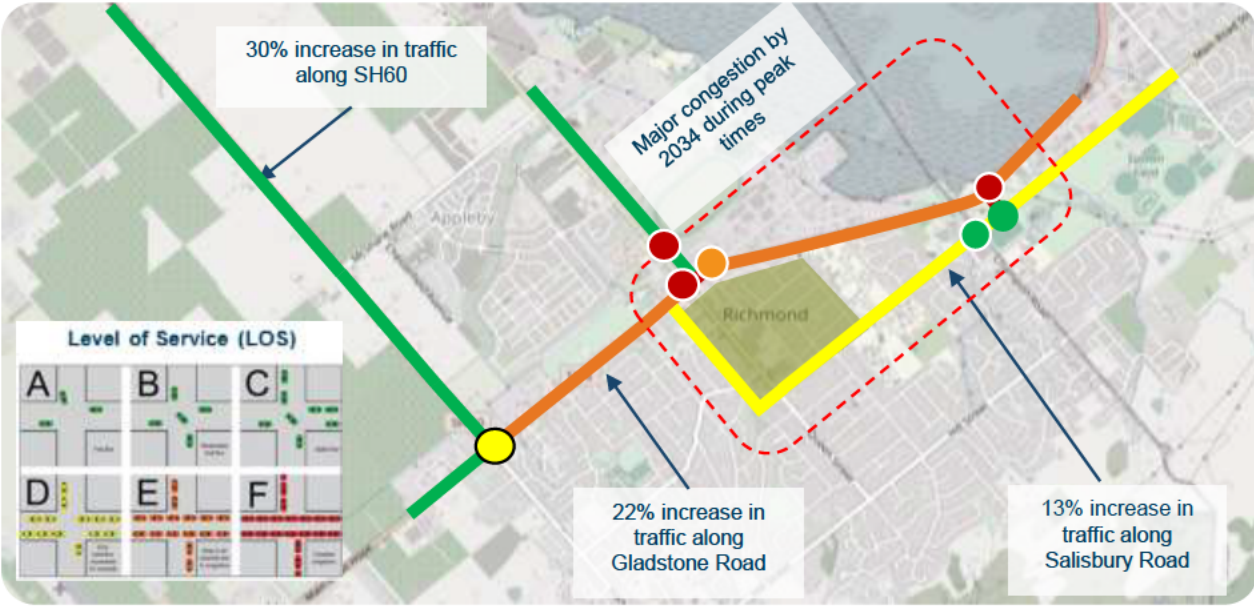 30% increase in traffic
along SH60
Major congestion by
2034 during peak
times
Appleby
Richmond
Level of Service (LOS)
A
B
C
D
E
F
22% increase in
traffic along
Gladstone Road
13% increase in
traffic along
Salisbury Road